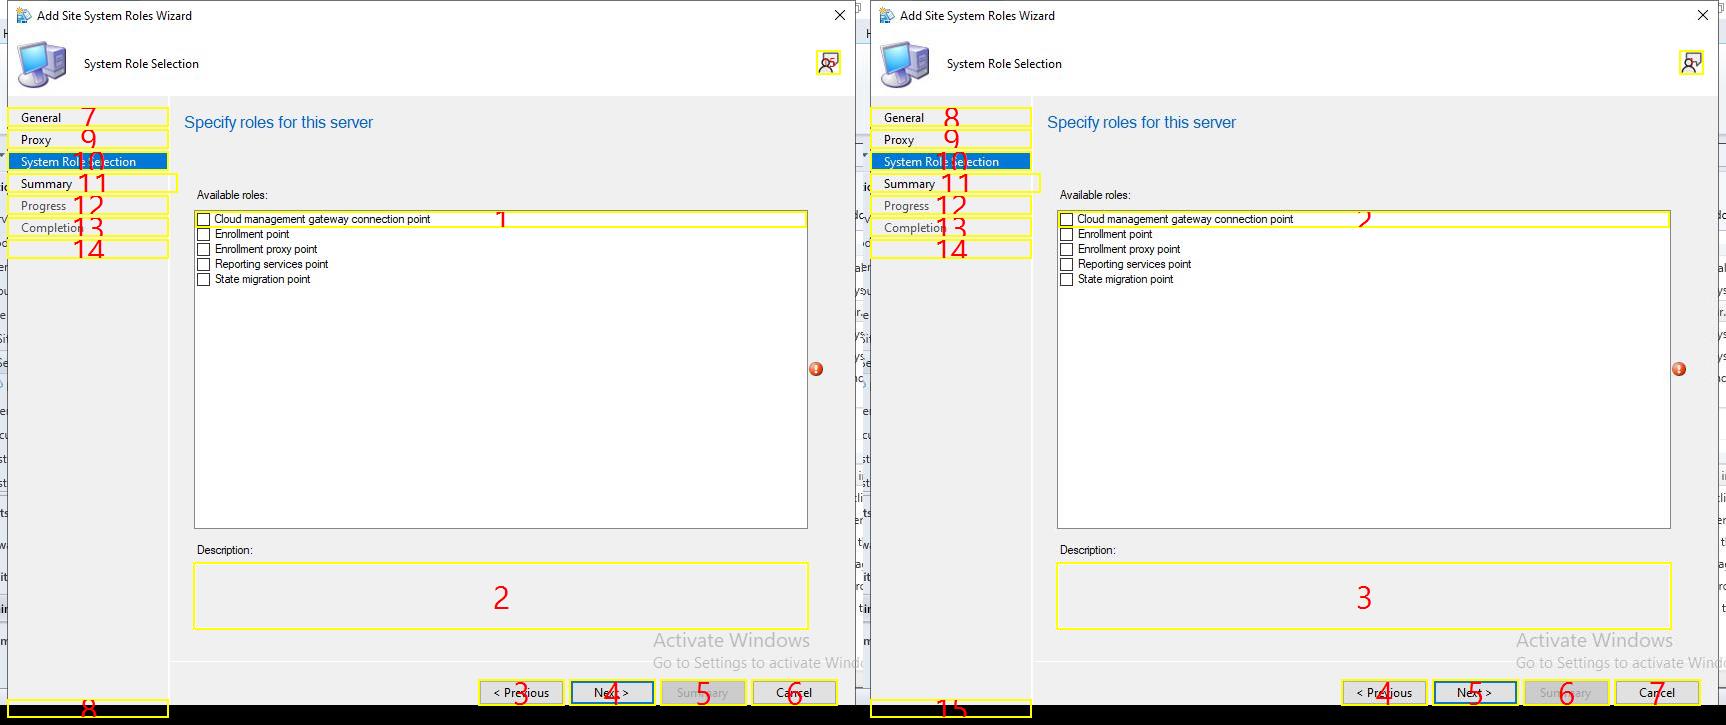 Add Site System Roles Wizard
System Role Selection
15
General 7
Proxy 9
System Role Selection 10
Summary 11
Progress 12
Completion 13
14
Specify roles for this server
Available roles:
Cloud management gateway connection point 1
Enrollment point
Enrollment proxy point
Reporting services point
State migration point
Description:
2
Activate Windows
Go to Settings to activate Windo
< Previous 3
Next > 4
Summary 5
Cancel 6
8
Add Site System Roles Wizard
System Role Selection
1
General 8
Proxy 9
System Role Selection 10
Summary 11
Progress 12
Completion 13
14
Specify roles for this server
Available roles:
Cloud management gateway connection point 2
Enrollment point
Enrollment proxy point
Reporting services point
State migration point
Description:
3
Activate Windows
Go to Settings to activate Windo
< Previous 4
Next > 5
Summary 6
Cancel 7
15